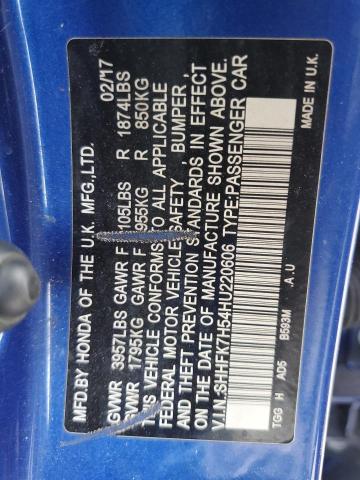 MFD.BY HONDA OF THE U.K. MFG.,LTD. 02/17
GVWR 3957LBS GAWR F 2105LBS R 1874LBS
GVWR 1795KG GAWR F 955KG R 850KG
THIS VEHICLE CONFORMS TO ALL APPLICABLE
FEDERAL MOTOR VEHICLE SAFETY, BUMPER,
AND THEFT PREVENTION STANDARDS IN EFFECT
ON THE DATE OF MANUFACTURE SHOWN ABOVE.
V.I.N.:SHHFK7H54HU220606 TYPE:PASSENGER CAR
TGG H AD5 B593M A.U MADE IN U.K.